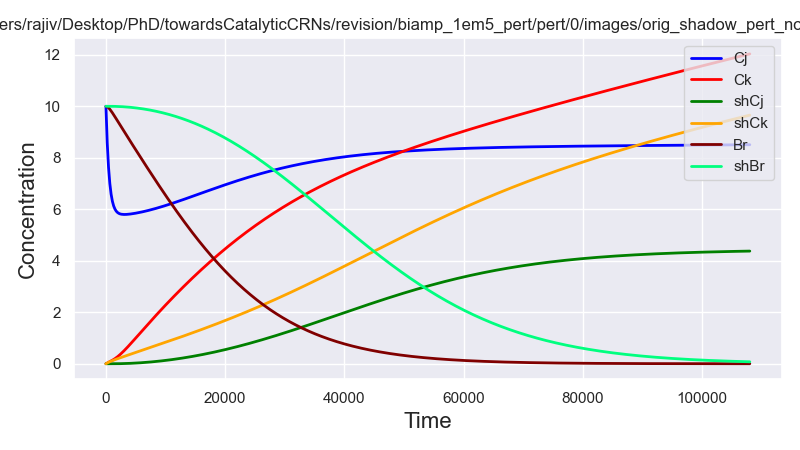 ers/rajiv/Desktop/PhD/towardsCatalyticCRNs/revision/biamp_1em5_pert/pert/0/images/orig_shadow_pert_no
12
10
8
6
4
2
0
Concentration
0 20000 40000 60000 80000 100000
Time
Cj
Ck
shCj
shCk
Br
shBr